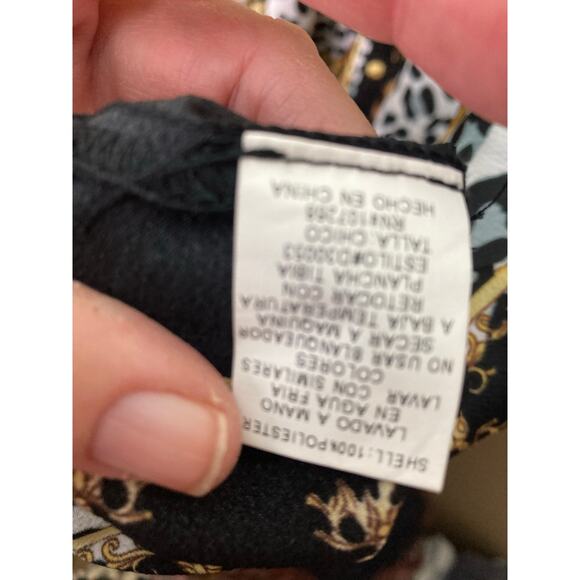 SHELL:100%POLIESTER
LAVADO A MANO
EN AGUA FRIA
LAVAR CON SIMILARES
COLORES
NO USAR BLANQUEADOR
SECAR A MAQUINA
A BAJA TEMPERATURA
RETOCAR CON
PLANCHA TIBIA
ESTILO#D30053
TALLA:CHICO
RN#107268
HECHO EN CHINA